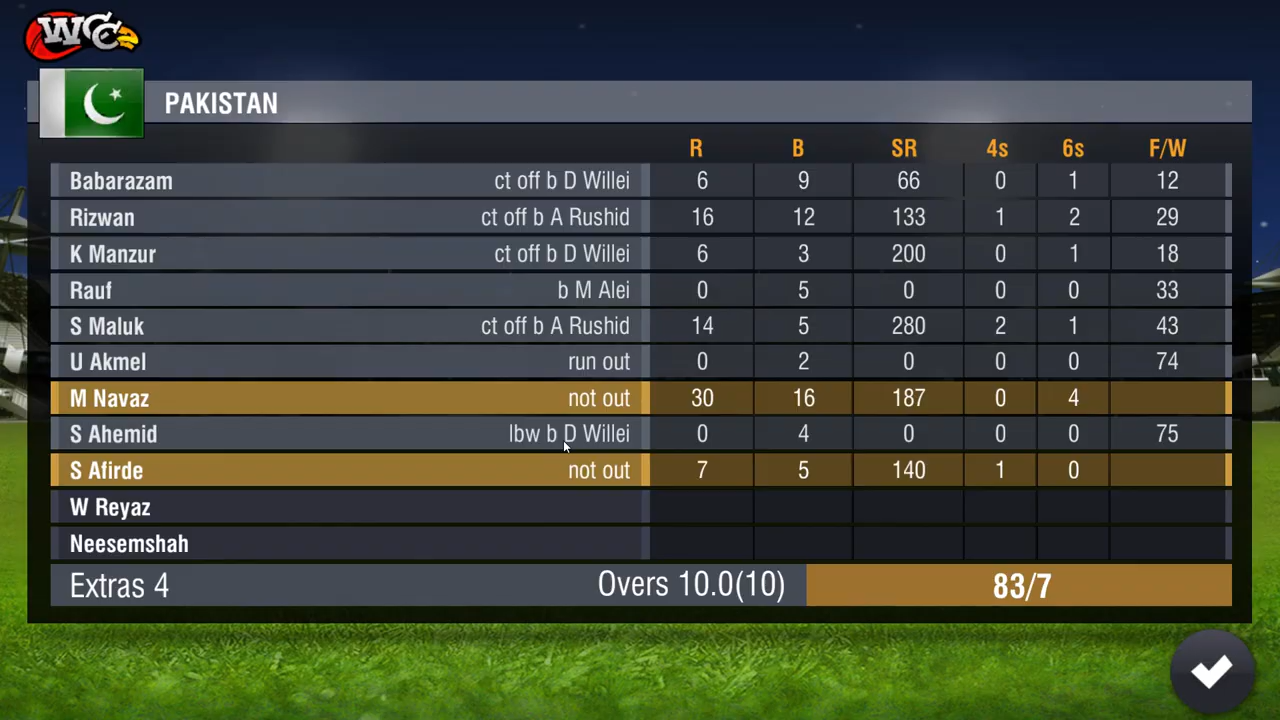 WCC
PAKISTAN
R B SR 4s 6s F/W
Babarazam ct off b D Willei 6 9 66 0 1 12
Rizwan ct off b A Rushid 16 12 133 1 2 29
K Manzur ct off b D Willei 6 3 200 0 1 18
Rauf b M Alei 0 5 0 0 0 33
S Maluk ct off b A Rushid 14 5 280 2 1 43
U Akmel run out 0 2 0 0 0 74
M Navaz not out 30 16 187 0 4
S Ahemid lbw b D Willei 0 4 0 0 0 75
S Afirde not out 7 5 140 1 0
W Reyaz
Neesemshah
Extras 4 Overs 10.0(10) 83/7